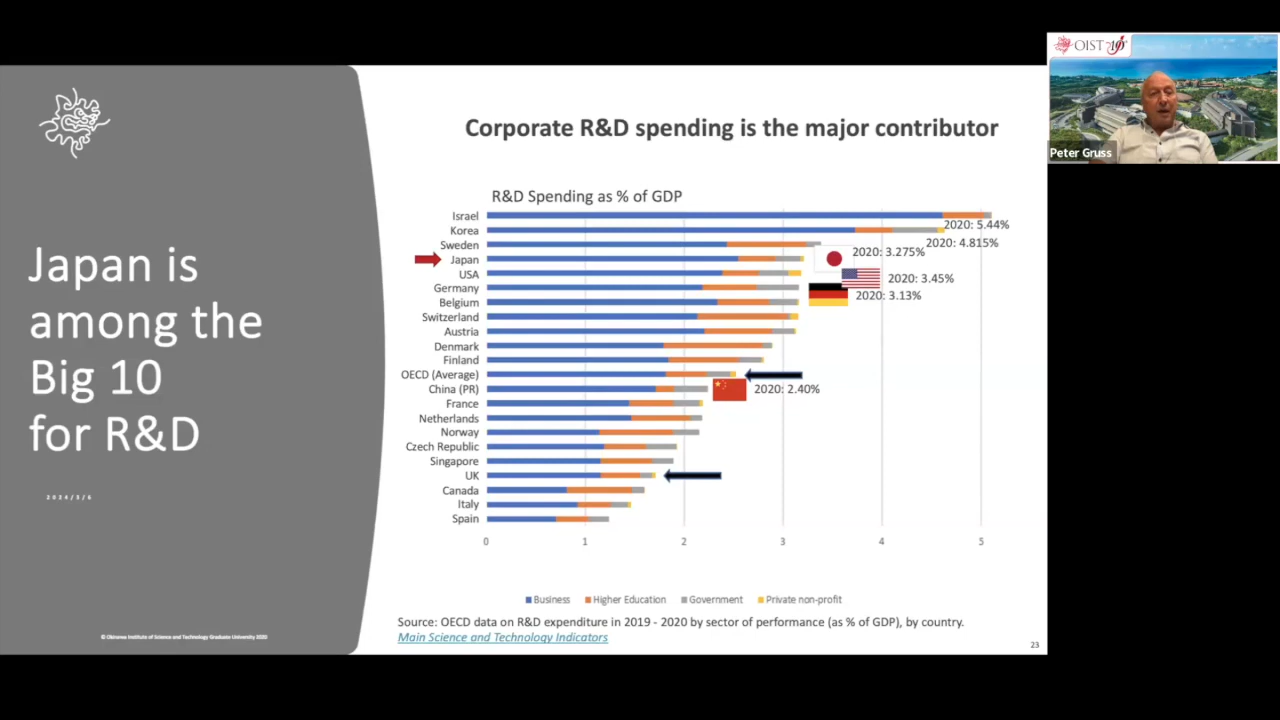 Japan is
among the
Big 10
for R&D
2024/3/6
© Okinawa Institute of Science and Technology Graduate University 2020
Corporate R&D spending is the major contributor
R&D Spending as % of GDP
Israel
2020: 5.44%
Korea
2020: 4.815%
Sweden
2020: 3.275%
Japan
USA
2020: 3.45%
Germany
2020: 3.13%
Belgium
Switzerland
Austria
Denmark
Finland
OECD (Average)
China (PR)
2020: 2.40%
France
Netherlands
Norway
Czech Republic
Singapore
UK
Canada
Italy
Spain
0 1 2 3 4 5
Business Higher Education Government Private non-profit
Source: OECD data on R&D expenditure in 2019 - 2020 by sector of performance (as % of GDP), by country.
Main Science and Technology Indicators
23
OIST 10
Peter Gruss